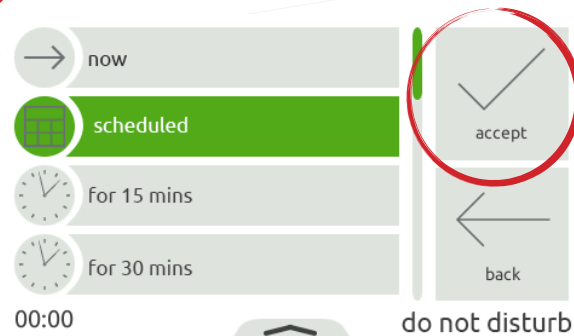 now
scheduled
accept
for 15 mins
for 30 mins
back
00:00
do not disturb